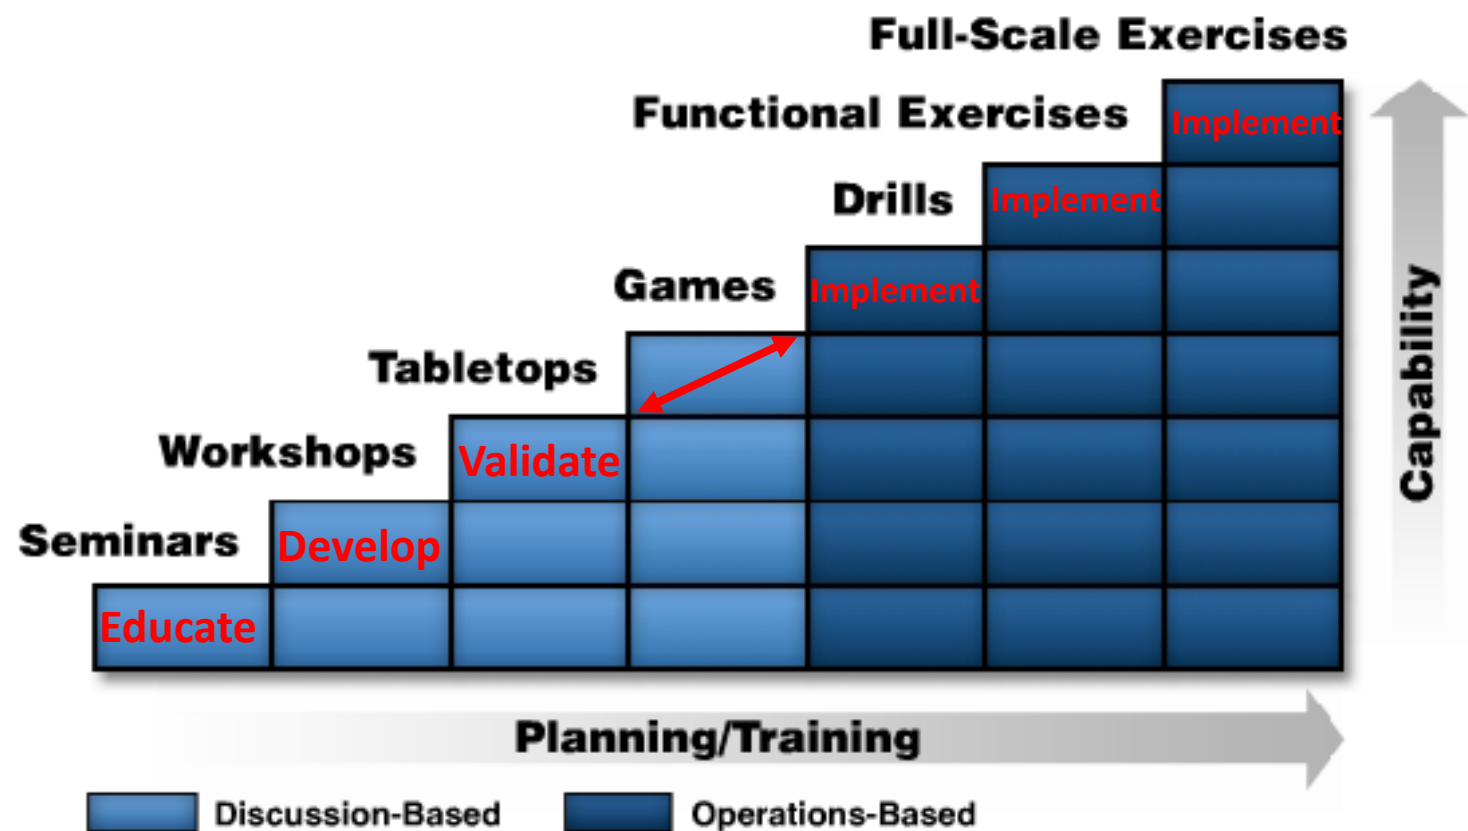 Full-Scale Exercises
Functional Exercises
Implement
Drills
Implement
Games
Implement
Tabletops
Workshops
Validate
Seminars
Develop
Educate
Capability
Planning/Training
Discussion-Based
Operations-Based